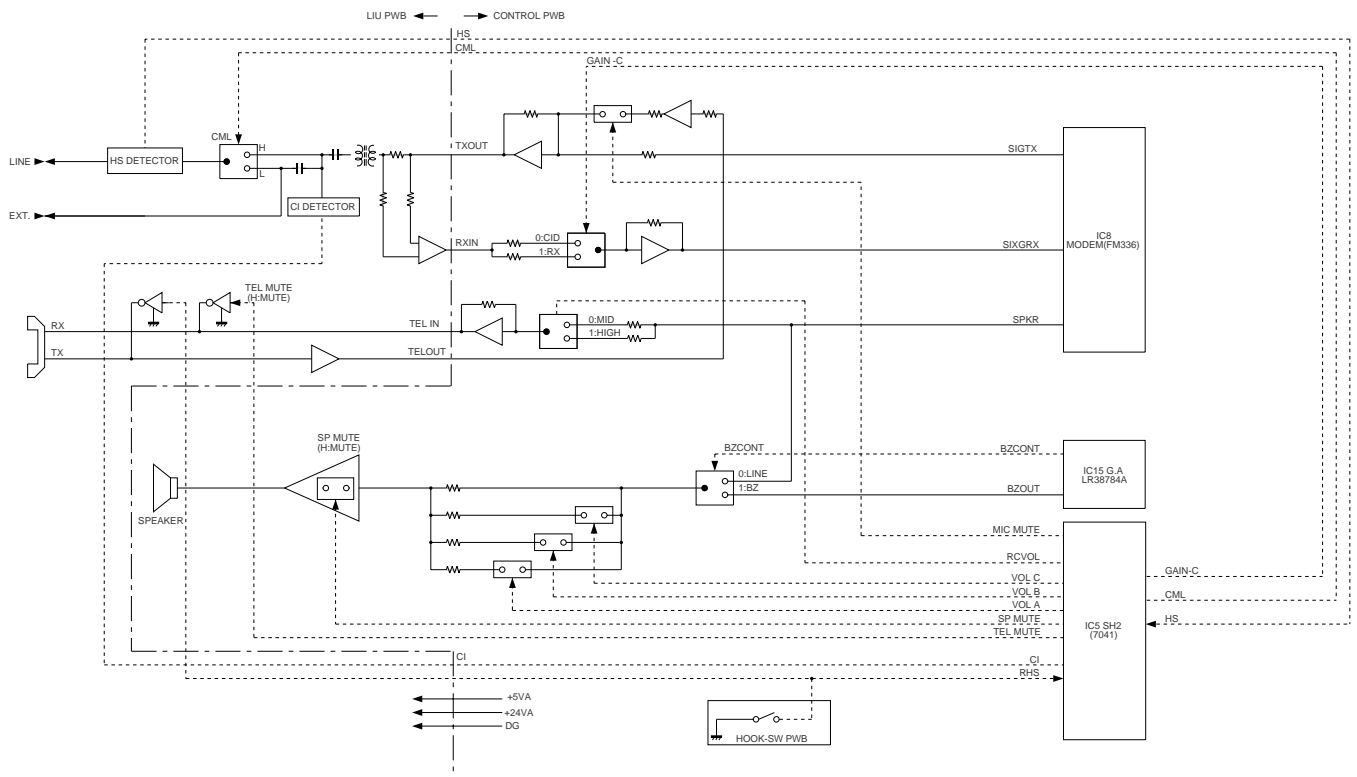 LIU PWB
CONTROL PWB
HS
CML
GAIN -C
CML
H
L
LINE
HS DETECTOR
TXOUT
SIGTX
CI DETECTOR
EXT.
RXIN
0:CID
1:RX
SIXGRX
IC8
MODEM(FM336)
TEL MUTE
(H:MUTE)
RX
TEL IN
0:MID
1:HIGH
SPKR
TX
TELOUT
SP MUTE
(H:MUTE)
BZCONT
BZCONT
0:LINE
1:BZ
BZOUT
IC15 G.A
LR38784A
SPEAKER
MIC MUTE
RCVOL
VOL C
VOL B
VOL A
SP MUTE
TEL MUTE
CI
RHS
IC5 SH2
(7041)
GAIN-C
CML
HS
CI
+5VA
+24VA
DG
HOOK-SW PWB